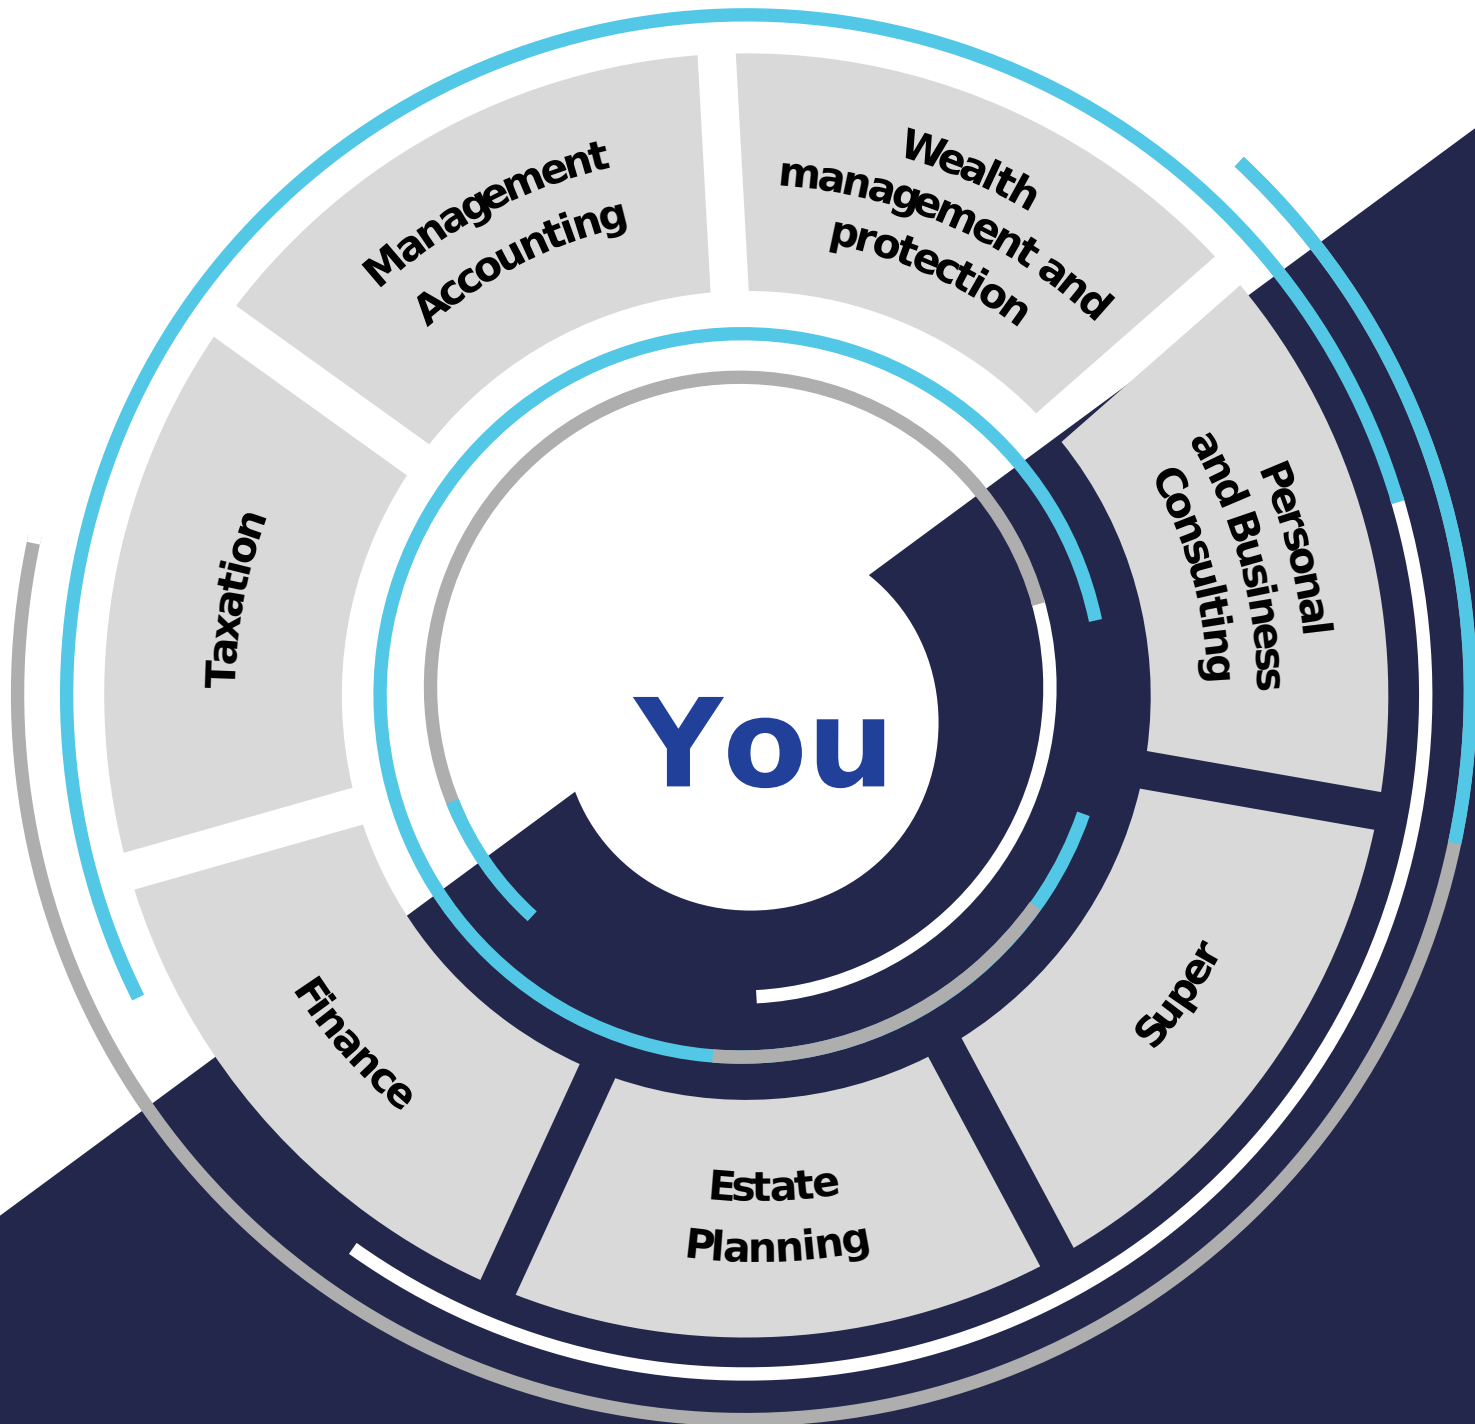 Management
Accounting
Wealth
management and
protection
Personal
and Business
Consulting
Super
Estate
Planning
Finance
Taxation
You